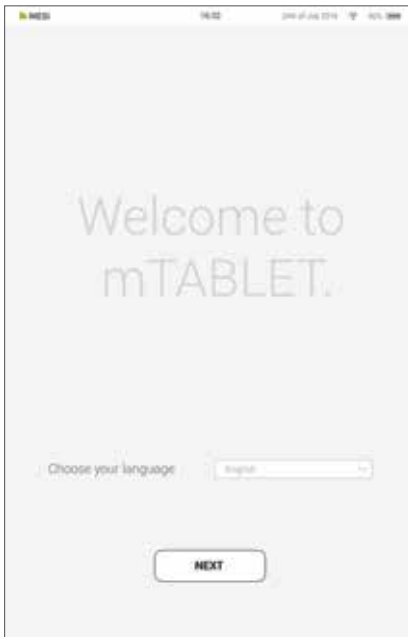 MESI
Welcome to
mTABLET.
Choose your language
English
NEXT